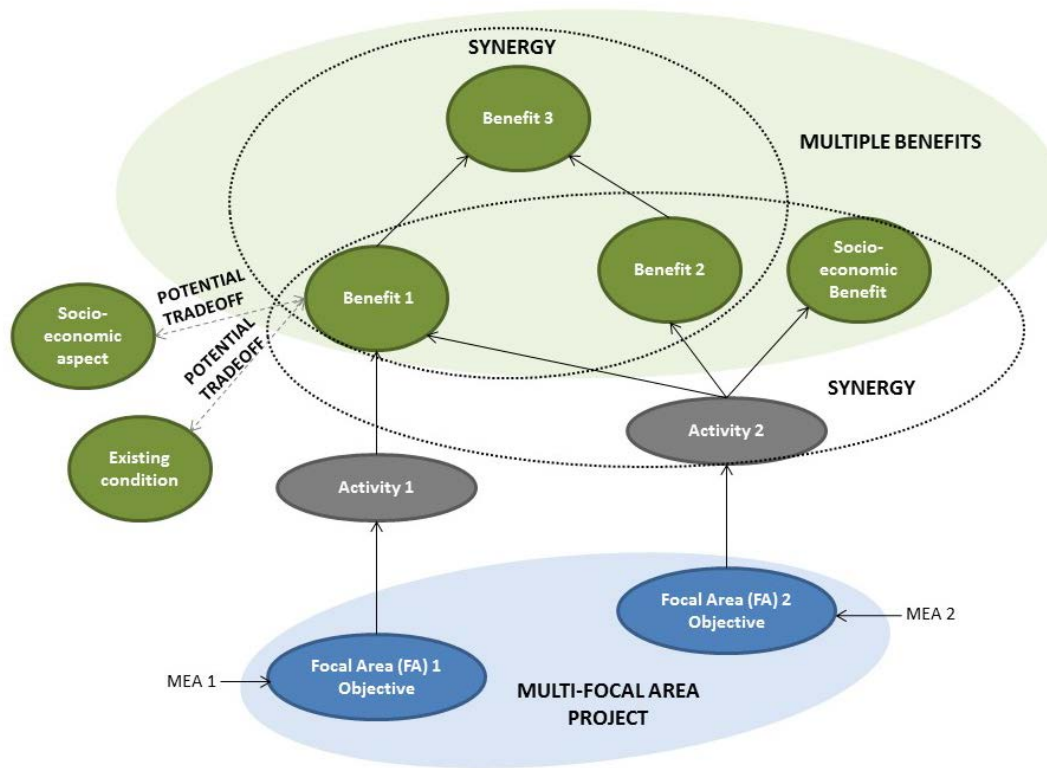 SYNERGY
Benefit 3
MULTIPLE BENEFITS
Benefit 1
Benefit 2
Socio-
economic
Benefit
POTENTIAL
TRADEOFF
Socio-
economic
aspect
POTENTIAL
TRADEOFF
SYNERGY
Existing
condition
Activity 1
Activity 2
Focal Area (FA) 2
Objective
MEA 2
MEA 1
Focal Area (FA) 1
Objective
MULTI-FOCAL AREA
PROJECT